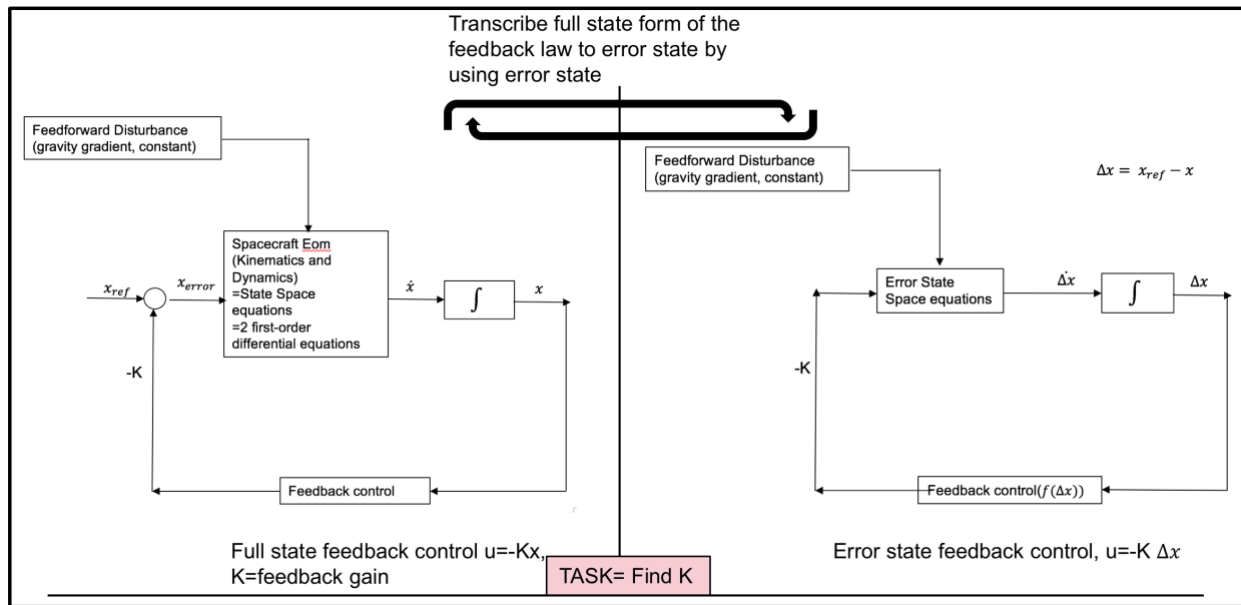 Transcribe full state form of the
feedback law to error state by
using error state
Feedforward Disturbance
(gravity gradient, constant)
Spacecraft Eom
(Kinematics and
Dynamics)
=State Space
equations
=2 first-order
differential equations
x_ref
x_error
ẋ
∫
x
-K
Feedback control
Full state feedback control u=-Kx,
K=feedback gain
TASK= Find K
Feedforward Disturbance
(gravity gradient, constant)
Δx = x_ref − x
Error State
Space equations
Δẋ
∫
Δx
-K
Feedback control(f(Δx))
Error state feedback control, u=-K Δx